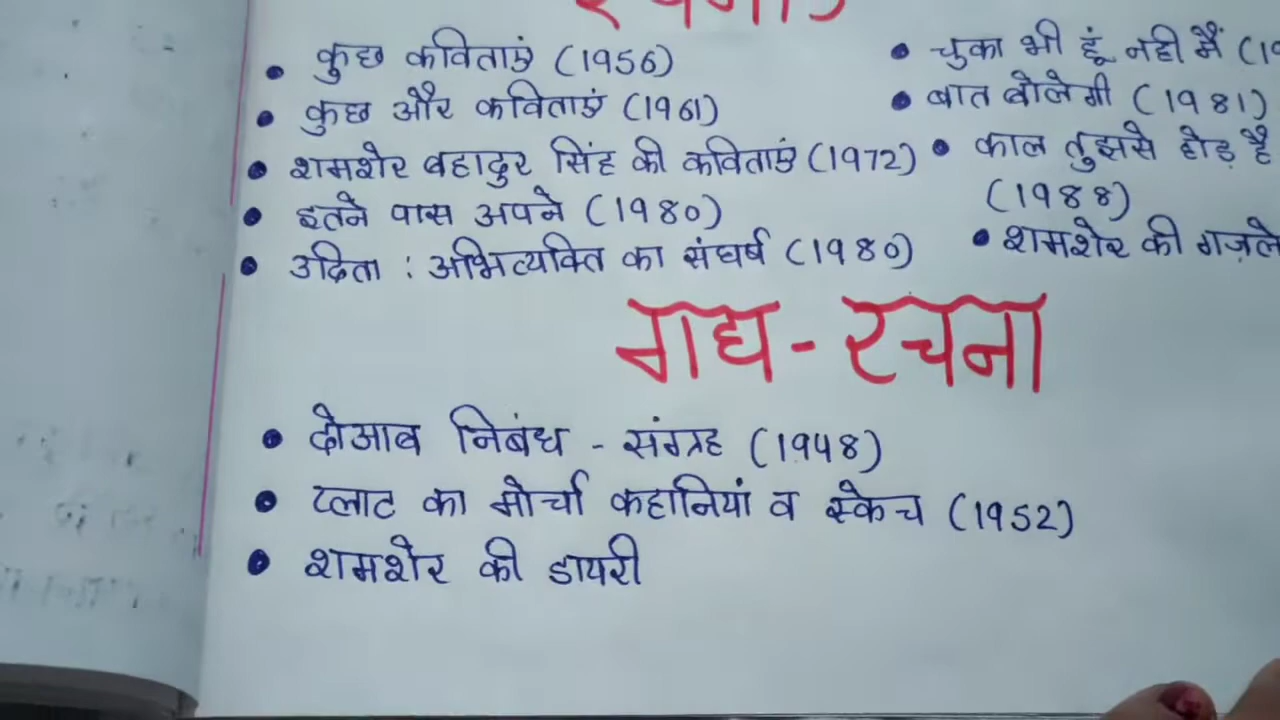 कुछ कविताएं (1956)
कुछ और कविताएं (1961)
शमशेर बहादुर सिंह की कविताएं (1972)
इतने पास अपने (1980)
उदिता : अभिव्यक्ति का संघर्ष (1980)
चुका भी हूं नही मैं
बात बोलेगी (1981)
काल तुझसे होड़ है
(1988)
शमशेर की गज़ले
गद्य - रचना
दोआब निबंध - संग्रह (1948)
प्लाट का मोर्चा कहानियां व स्केच (1952)
शमशेर की डायरी